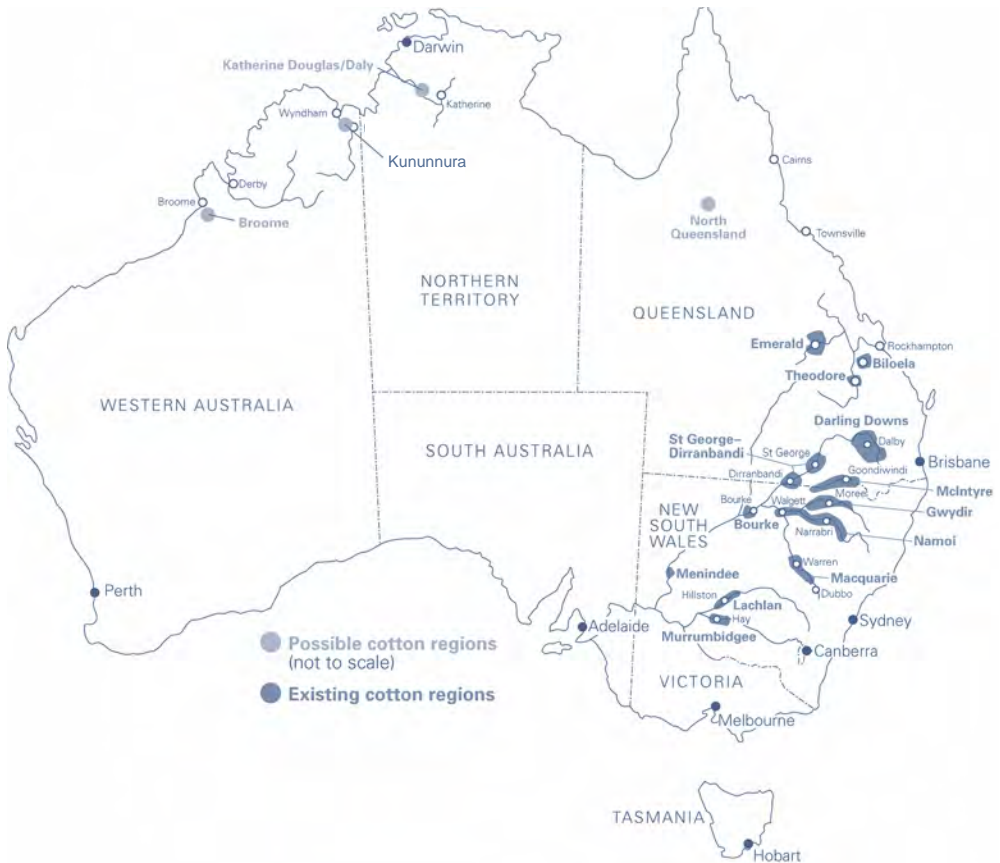 Darwin
Katherine Douglas/Daly
Katherine
Wyndham
Kununnurra
Derby
Broome
Broome
Cairns
North
Queensland
Townsville
NORTHERN
TERRITORY
QUEENSLAND
Emerald
Rockhampton
Biloela
Theodore
WESTERN AUSTRALIA
Darling Downs
Dalby
SOUTH AUSTRALIA
St George–
Dirranbandi
St George
Brisbane
Dirranbandi
Goondiwindi
McIntyre
Moree
Bourke
Walgett
Gwydir
NEW
SOUTH
WALES
Bourke
Narrabri
Namoi
Warren
Menindee
Macquarie
Dubbo
Perth
Hillston
Lachlan
Hay
Sydney
Adelaide
Murrumbidgee
Possible cotton regions
(not to scale)
Canberra
VICTORIA
Existing cotton regions
Melbourne
TASMANIA
Hobart